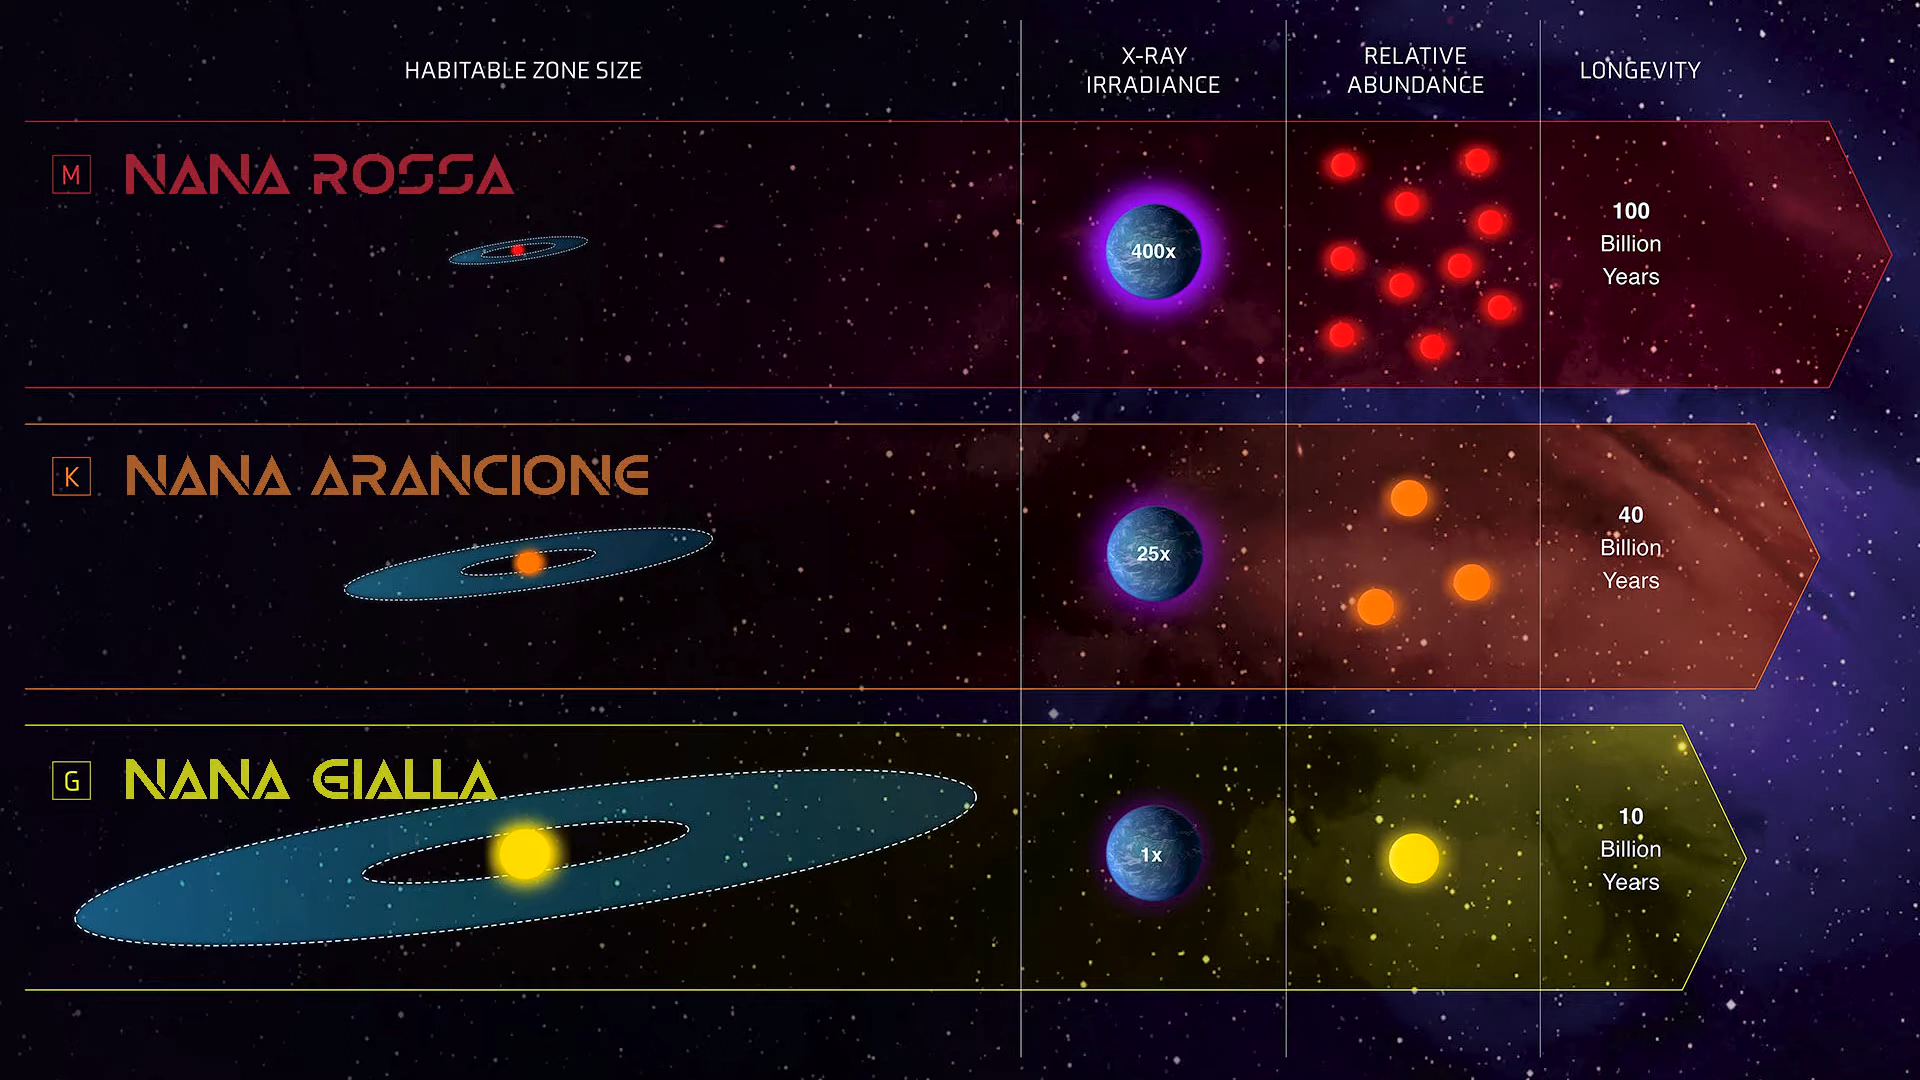 HABITABLE ZONE SIZE
X-RAY
IRRADIANCE
RELATIVE
ABUNDANCE
LONGEVITY
M NANA ROSSA
400x
100
Billion
Years
K NANA ARANCIONE
25x
40
Billion
Years
G NANA GIALLA
1x
10
Billion
Years